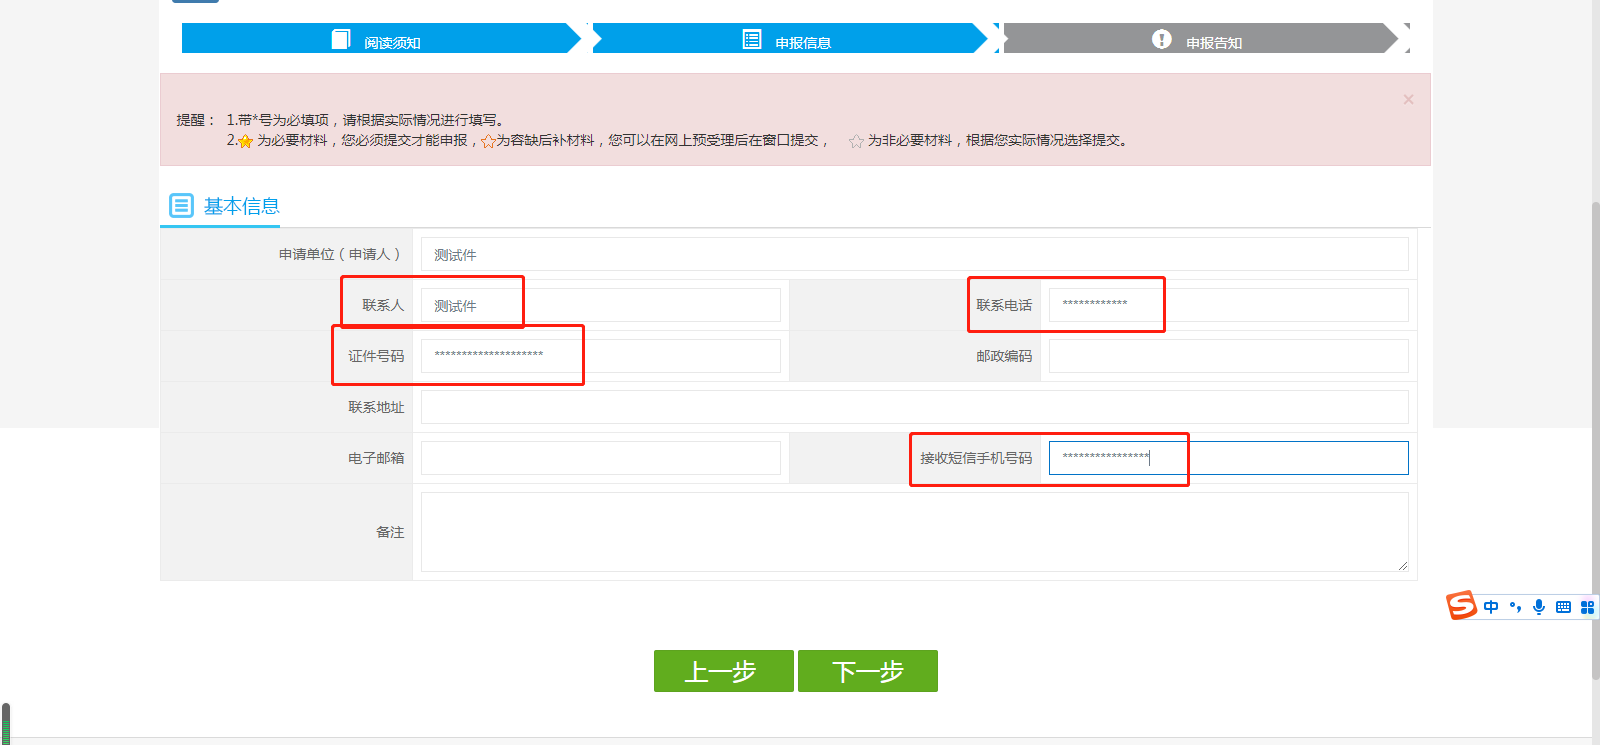 阅读须知
申报信息
申报告知
×
提醒： 1.带*号为必填项，请根据实际情况进行填写。
2. 为必要材料，您必须提交才能申报， 为容缺后补材料，您可以在网上预受理后在窗口提交， 为非必要材料，根据您实际情况选择提交。
基本信息
申请单位（申请人） 测试件
联系人 测试件 联系电话 ************
证件号码 ******************** 邮政编码
联系地址
电子邮箱 接收短信手机号码 ****************
备注
S 中 °，
上一步 下一步